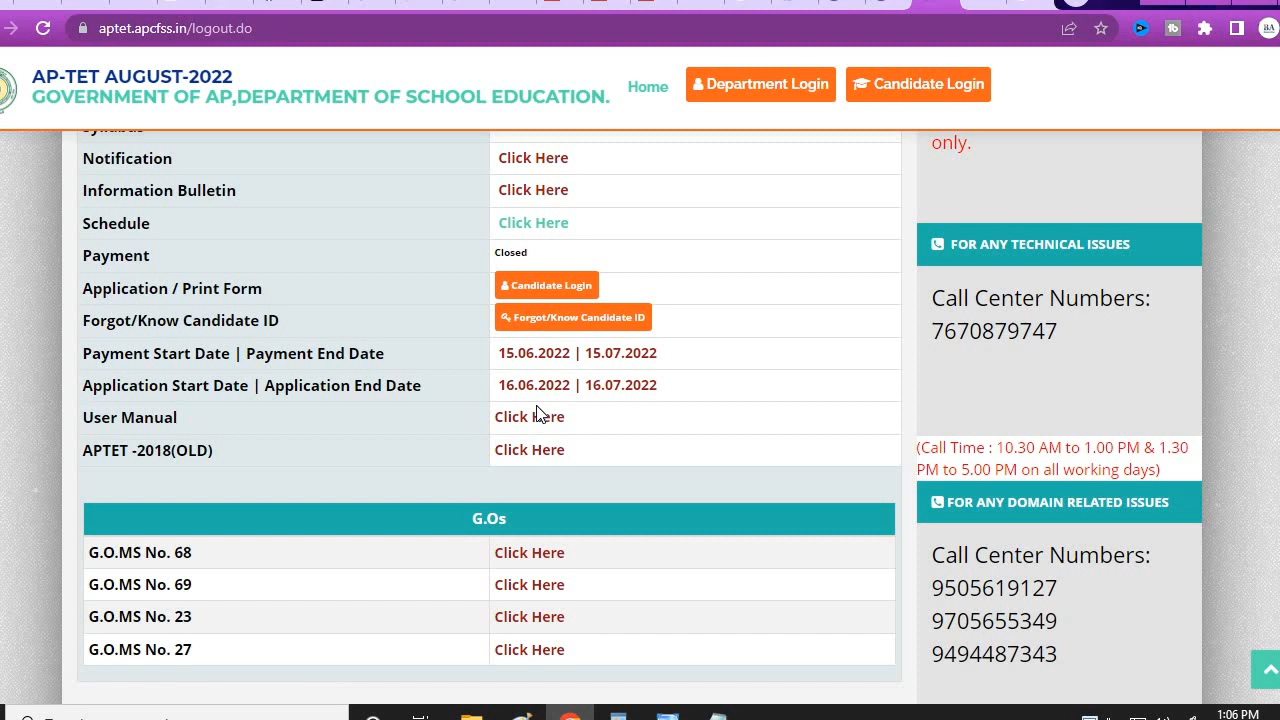 aptet.apcfss.in/logout.do
AP-TET AUGUST-2022
GOVERNMENT OF AP,DEPARTMENT OF SCHOOL EDUCATION.
Home
Department Login
Candidate Login
Notification Click Here
Information Bulletin Click Here
Schedule Click Here
Payment Closed
Application / Print Form Candidate Login
Forgot/Know Candidate ID Forgot/Know Candidate ID
Payment Start Date | Payment End Date 15.06.2022 | 15.07.2022
Application Start Date | Application End Date 16.06.2022 | 16.07.2022
User Manual Click Here
APTET -2018(OLD) Click Here
G.Os
G.O.MS No. 68 Click Here
G.O.MS No. 69 Click Here
G.O.MS No. 23 Click Here
G.O.MS No. 27 Click Here
only.
FOR ANY TECHNICAL ISSUES
Call Center Numbers:
7670879747
(Call Time : 10.30 AM to 1.00 PM & 1.30
PM to 5.00 PM on all working days)
FOR ANY DOMAIN RELATED ISSUES
Call Center Numbers:
9505619127
9705655349
9494487343
1:06 PM